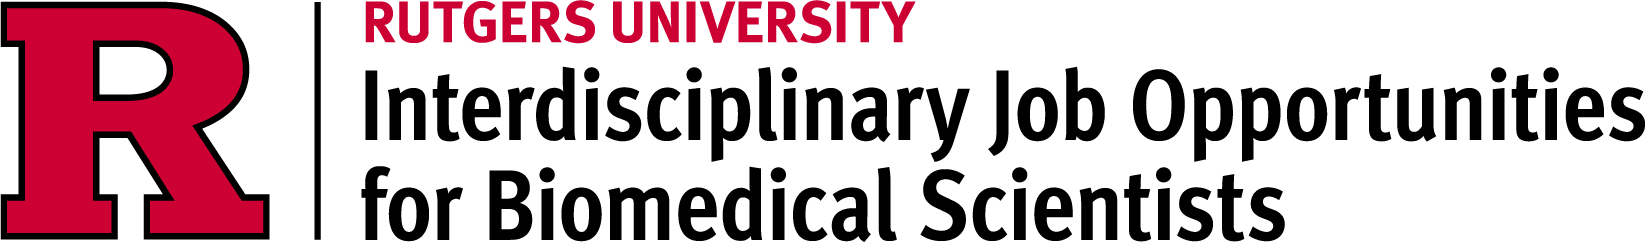 R
RUTGERS UNIVERSITY
Interdisciplinary Job Opportunities
for Biomedical Scientists